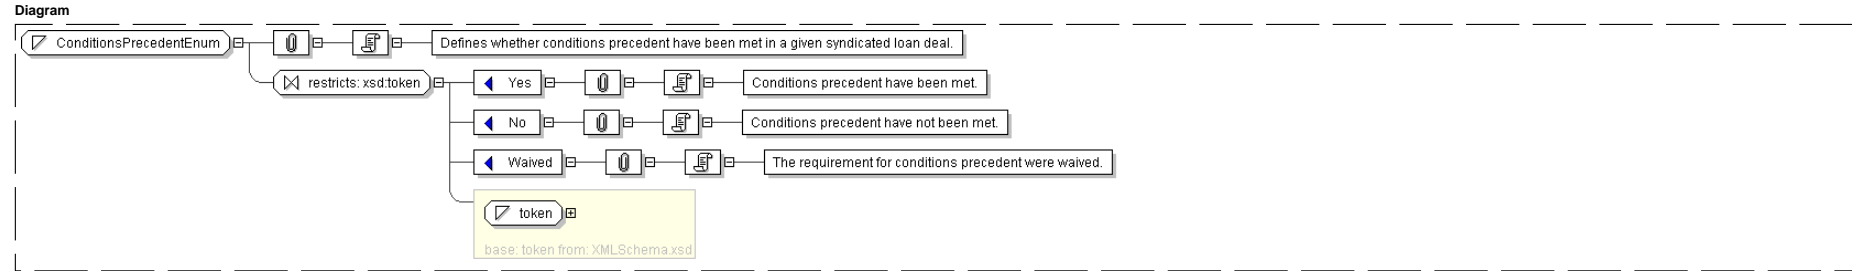 Diagram
ConditionsPrecedentEnum
Defines whether conditions precedent have been met in a given syndicated loan deal.
restricts: xsd:token
Yes
Conditions precedent have been met.
No
Conditions precedent have not been met.
Waived
The requirement for conditions precedent were waived.
token
base: token from: XMLSchema.xsd